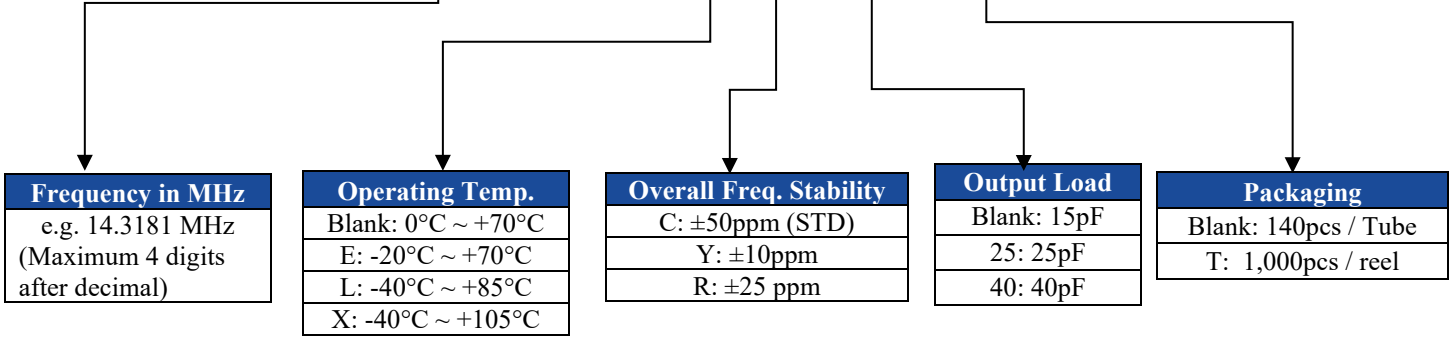 Frequency in MHz
e.g. 14.3181 MHz
(Maximum 4 digits
after decimal)
Operating Temp.
Blank: 0°C ~ +70°C
E: -20°C ~ +70°C
L: -40°C ~ +85°C
X: -40°C ~ +105°C
Overall Freq. Stability
C: ±50ppm (STD)
Y: ±10ppm
R: ±25 ppm
Output Load
Blank: 15pF
25: 25pF
40: 40pF
Packaging
Blank: 140pcs / Tube
T: 1,000pcs / reel